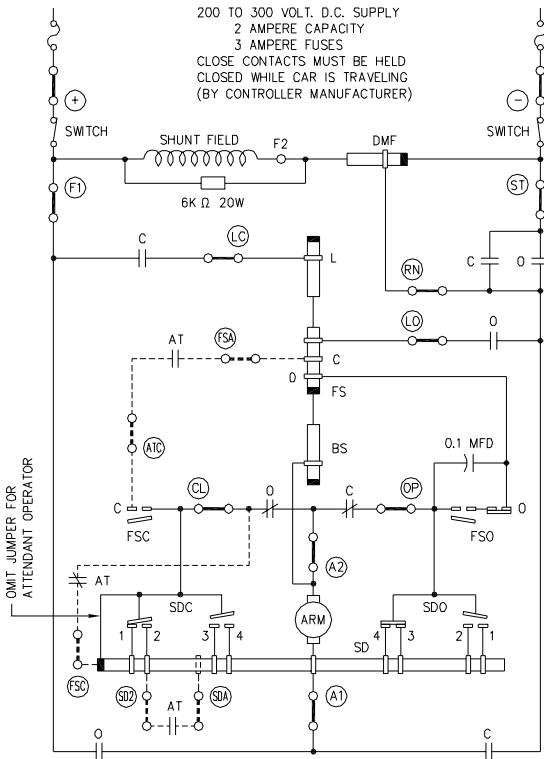 200 TO 300 VOLT. D.C. SUPPLY
2 AMPERE CAPACITY
3 AMPERE FUSES
CLOSE CONTACTS MUST BE HELD
CLOSED WHILE CAR IS TRAVELING
(BY CONTROLLER MANUFACTURER)
+
-
SWITCH
SWITCH
SHUNT FIELD
F2
DMF
F1
ST
6K Ω 20W
C
LC
L
RN
C
O
LO
O
AT
FSA
C
O
FS
ATC
BS
0.1 MFD
CL
O
C
OP
C
FSC
FSO
O
OMIT JUMPER FOR
ATTENDANT OPERATOR
AT
A2
SDC
ARM
SDO
1
2
3
4
4
3
2
1
SD
FSC
SD2
AT
SDA
A1
O
C